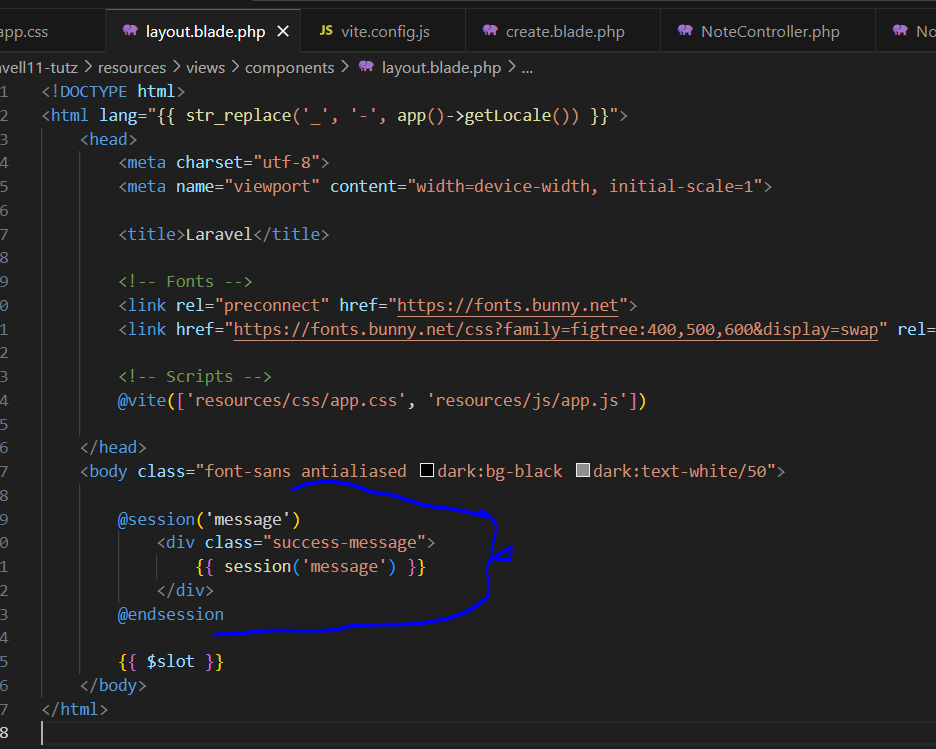 app.css layout.blade.php JS vite.config.js create.blade.php NoteController.php No
avell11-tutz > resources > views > components > layout.blade.php > ...
1 <!DOCTYPE html>
2 <html lang="{{ str_replace('_', '-', app()->getLocale()) }}">
3 <head>
4 <meta charset="utf-8">
5 <meta name="viewport" content="width=device-width, initial-scale=1">
6
7 <title>Laravel</title>
8
9 <!-- Fonts -->
0 <link rel="preconnect" href="https://fonts.bunny.net">
1 <link href="https://fonts.bunny.net/css?family=figtree:400,500,600&display=swap" rel=
2
3 <!-- Scripts -->
4 @vite(['resources/css/app.css', 'resources/js/app.js'])
5
6 </head>
7 <body class="font-sans antialiased dark:bg-black dark:text-white/50">
8
9 @session('message')
0 <div class="success-message">
1 {{ session('message') }}
2 </div>
3 @endsession
4
5 {{ $slot }}
6 </body>
7 </html>
8